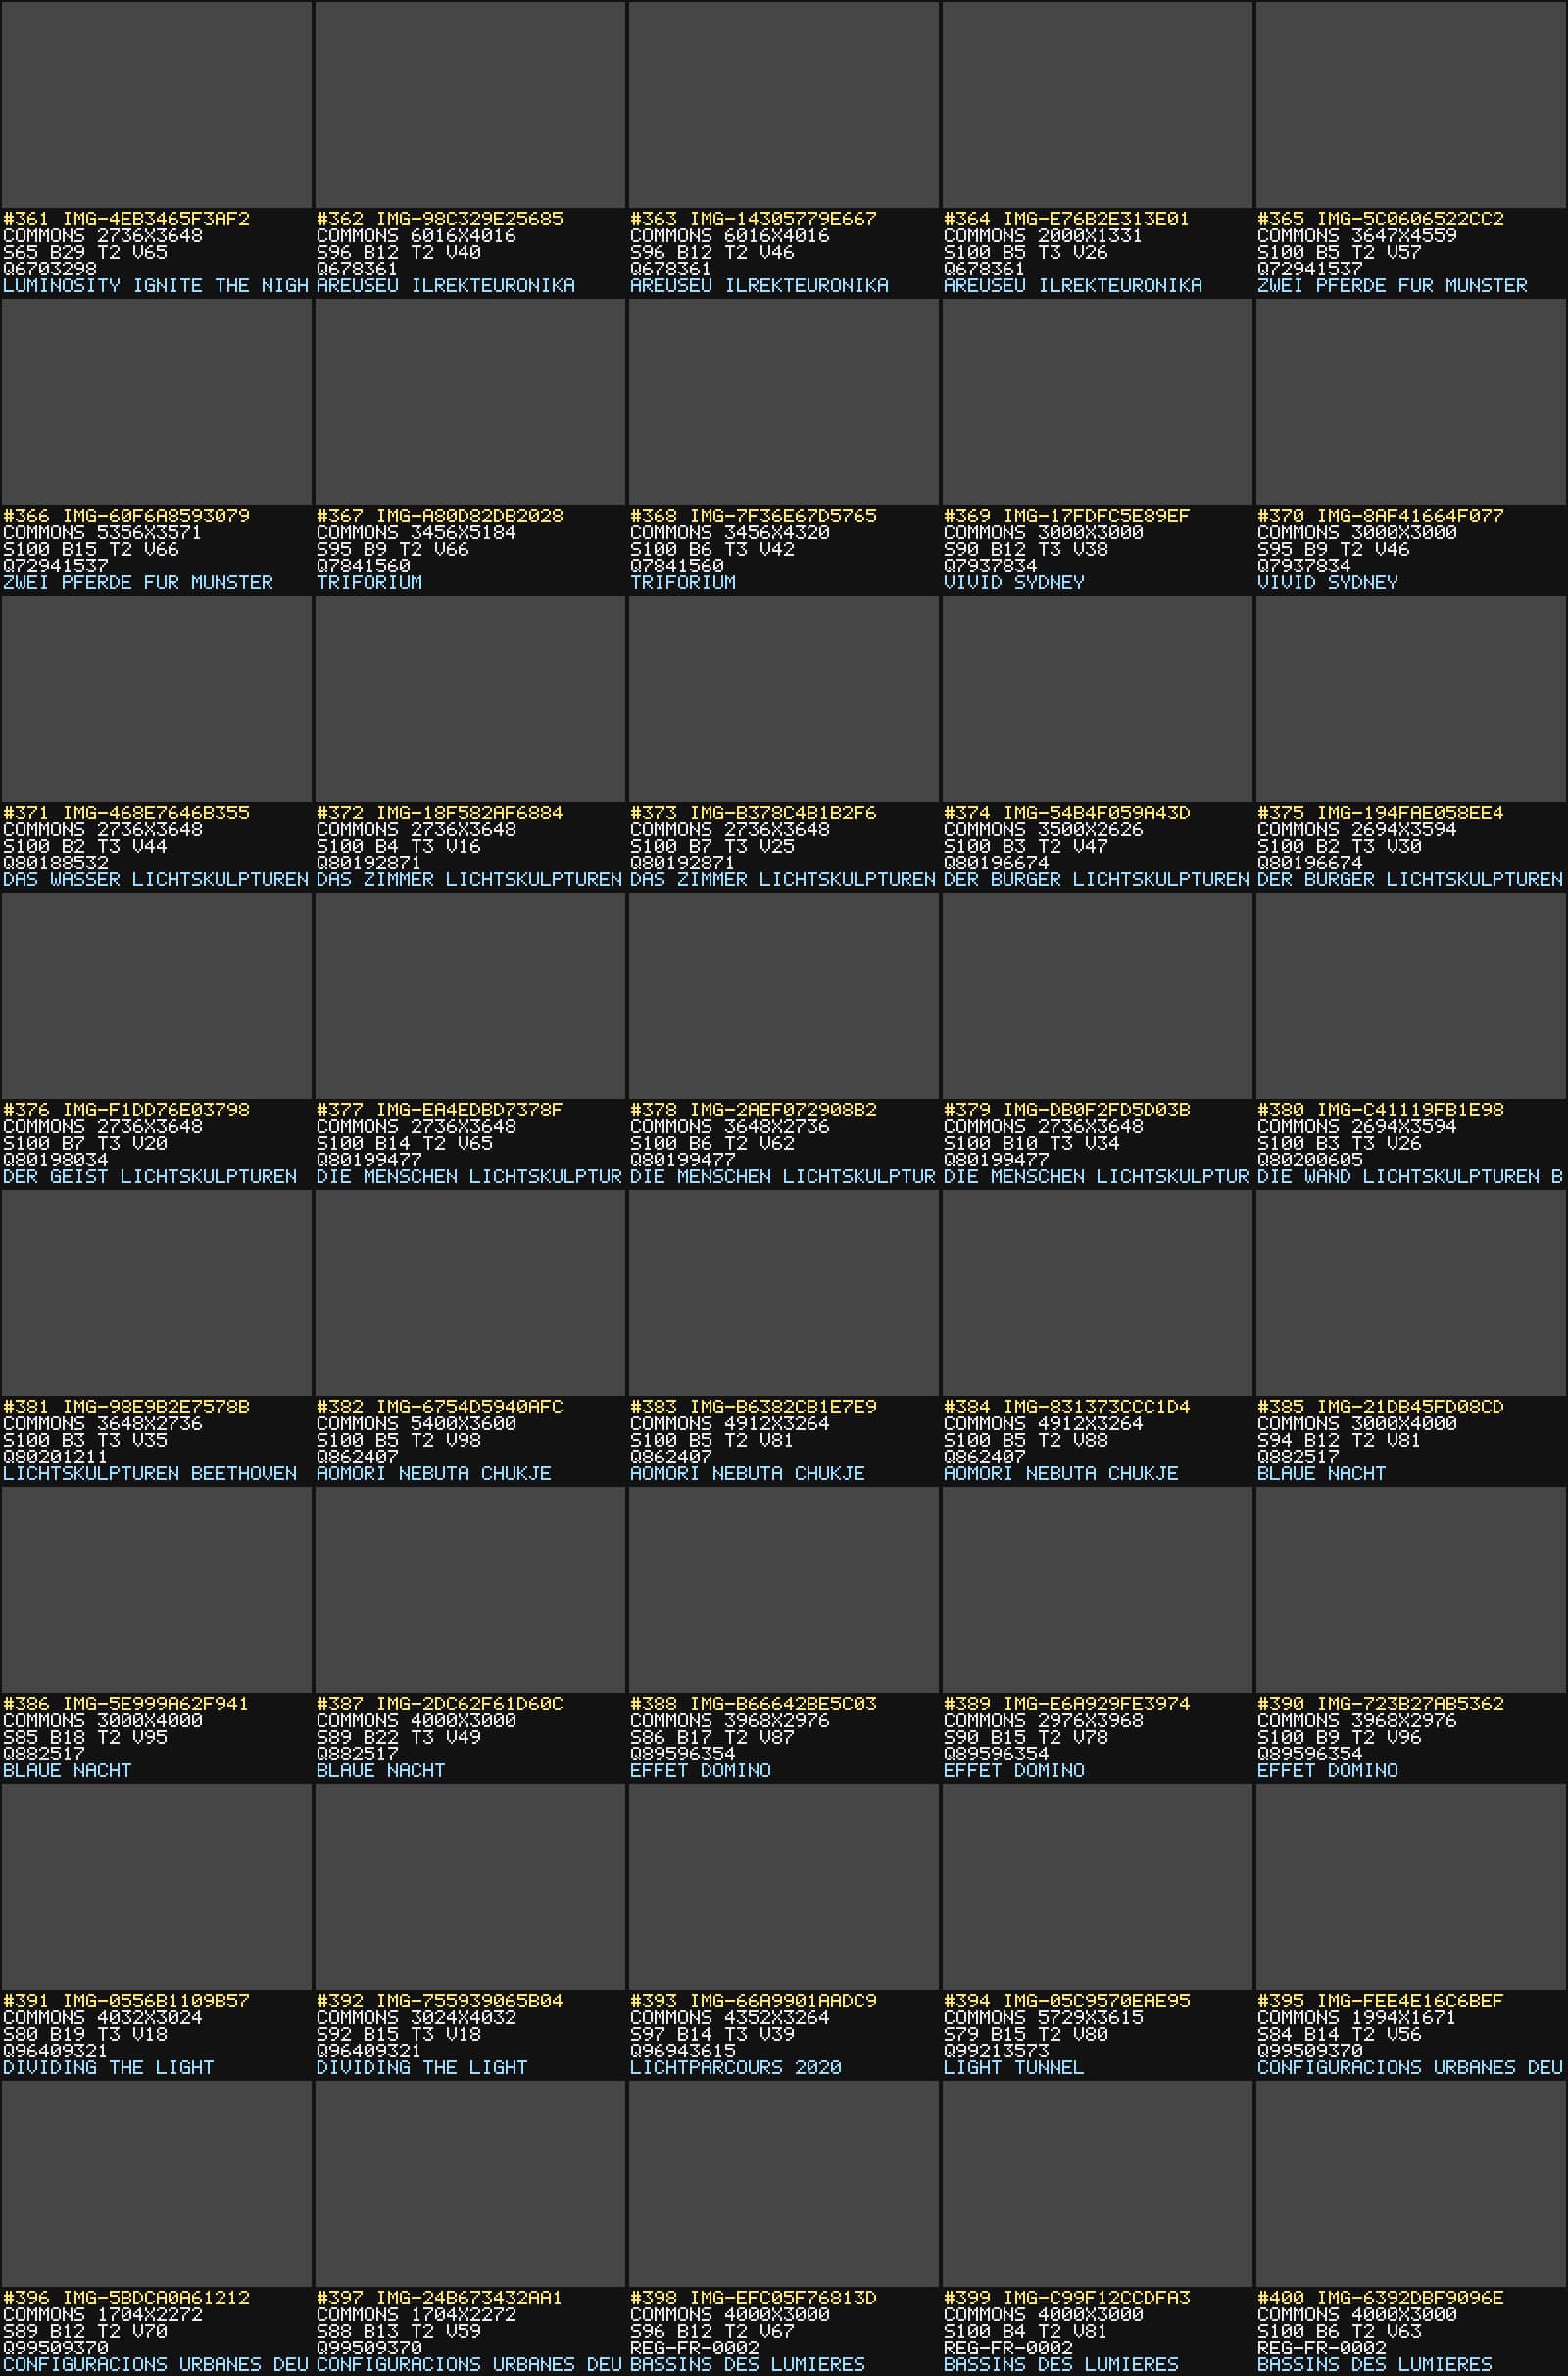 #361 IMG-4EB3465F3AF2
COMMONS 2736X3648
S65 B29 T2 V65
Q6703298
LUMINOSITY IGNITE THE NIGH
#362 IMG-98C329E25685
COMMONS 6016X4016
S96 B12 T2 V40
Q678361
AREUSEU ILREKTEURONIKA
#363 IMG-14305779E667
COMMONS 6016X4016
S96 B12 T2 V46
Q678361
AREUSEU ILREKTEURONIKA
#364 IMG-E76B2E313E01
COMMONS 2000X1331
S100 B5 T3 V26
Q678361
AREUSEU ILREKTEURONIKA
#365 IMG-5C0606522CC2
COMMONS 3647X4559
S100 B5 T2 V57
Q72941537
ZWEI PFERDE FUR MUNSTER
#366 IMG-60F6A8593079
COMMONS 5356X3571
S100 B15 T2 V66
Q72941537
ZWEI PFERDE FUR MUNSTER
#367 IMG-A80D82DB2028
COMMONS 3456X5184
S95 B9 T2 V66
Q7841560
TRIFORIUM
#368 IMG-7F36E67D5765
COMMONS 3456X4320
S100 B6 T3 V42
Q7841560
TRIFORIUM
#369 IMG-17FDFC5E89EF
COMMONS 3000X3000
S90 B12 T3 V38
Q7937834
VIVID SYDNEY
#370 IMG-8AF41664F077
COMMONS 3000X3000
S95 B9 T2 V46
Q7937834
VIVID SYDNEY
#371 IMG-468E7646B355
COMMONS 2736X3648
S100 B2 T3 V44
Q80188532
DAS WASSER LICHTSKULPTUREN
#372 IMG-18F582AF6884
COMMONS 2736X3648
S100 B4 T3 V16
Q80192871
DAS ZIMMER LICHTSKULPTUREN
#373 IMG-B378C4B1B2F6
COMMONS 2736X3648
S100 B7 T3 V25
Q80192871
DAS ZIMMER LICHTSKULPTUREN
#374 IMG-54B4F059A43D
COMMONS 3500X2626
S100 B3 T2 V47
Q80196674
DER BURGER LICHTSKULPTUREN
#375 IMG-194FAE058EE4
COMMONS 2694X3594
S100 B2 T3 V30
Q80196674
DER BURGER LICHTSKULPTUREN
#376 IMG-F1DD76E03798
COMMONS 2736X3648
S100 B7 T3 V20
Q80198034
DER GEIST LICHTSKULPTUREN
#377 IMG-EA4EDBD7378F
COMMONS 2736X3648
S100 B14 T2 V65
Q80199477
DIE MENSCHEN LICHTSKULPTUR
#378 IMG-2AEF072908B2
COMMONS 3648X2736
S100 B6 T2 V62
Q80199477
DIE MENSCHEN LICHTSKULPTUR
#379 IMG-DB0F2FD5D03B
COMMONS 2736X3648
S100 B10 T3 V34
Q80199477
DIE MENSCHEN LICHTSKULPTUR
#380 IMG-C41119FB1E98
COMMONS 2694X3594
S100 B3 T3 V26
Q80200605
DIE WAND LICHTSKULPTUREN B
#381 IMG-98E9B2E7578B
COMMONS 3648X2736
S100 B3 T3 V35
Q80201211
LICHTSKULPTUREN BEETHOVEN
#382 IMG-6754D5940AFC
COMMONS 5400X3600
S100 B5 T2 V98
Q862407
AOMORI NEBUTA CHUKJE
#383 IMG-B6382CB1E7E9
COMMONS 4912X3264
S100 B5 T2 V81
Q862407
AOMORI NEBUTA CHUKJE
#384 IMG-831373CCC1D4
COMMONS 4912X3264
S100 B5 T2 V88
Q862407
AOMORI NEBUTA CHUKJE
#385 IMG-21DB45FD08CD
COMMONS 3000X4000
S94 B12 T2 V81
Q882517
BLAUE NACHT
#386 IMG-5E999A62F941
COMMONS 3000X4000
S85 B18 T2 V95
Q882517
BLAUE NACHT
#387 IMG-2DC62F61D60C
COMMONS 4000X3000
S89 B22 T3 V49
Q882517
BLAUE NACHT
#388 IMG-B66642BE5C03
COMMONS 3968X2976
S86 B17 T2 V87
Q89596354
EFFET DOMINO
#389 IMG-E6A929FE3974
COMMONS 2976X3968
S90 B15 T2 V78
Q89596354
EFFET DOMINO
#390 IMG-723B27AB5362
COMMONS 3968X2976
S100 B9 T2 V96
Q89596354
EFFET DOMINO
#391 IMG-0556B1109B57
COMMONS 4032X3024
S80 B19 T3 V18
Q96409321
DIVIDING THE LIGHT
#392 IMG-755939065B04
COMMONS 3024X4032
S92 B15 T3 V18
Q96409321
DIVIDING THE LIGHT
#393 IMG-66A9901AADC9
COMMONS 4352X3264
S97 B14 T3 V39
Q96943615
LICHTPARCOURS 2020
#394 IMG-05C9570EAE95
COMMONS 5729X3615
S79 B15 T2 V80
Q99213573
LIGHT TUNNEL
#395 IMG-FEE4E16C6BEF
COMMONS 1994X1671
S84 B14 T2 V56
Q99509370
CONFIGURACIONS URBANES DEU
#396 IMG-5BDCA0A61212
COMMONS 1704X2272
S89 B12 T2 V70
Q99509370
CONFIGURACIONS URBANES DEU
#397 IMG-24B673432AA1
COMMONS 1704X2272
S88 B13 T2 V59
Q99509370
CONFIGURACIONS URBANES DEU
#398 IMG-EFC05F76813D
COMMONS 4000X3000
S96 B12 T2 V67
REG-FR-0002
BASSINS DES LUMIERES
#399 IMG-C99F12CCDFA3
COMMONS 4000X3000
S100 B4 T2 V81
REG-FR-0002
BASSINS DES LUMIERES
#400 IMG-6392DBF9096E
COMMONS 4000X3000
S100 B6 T2 V63
REG-FR-0002
BASSINS DES LUMIERES